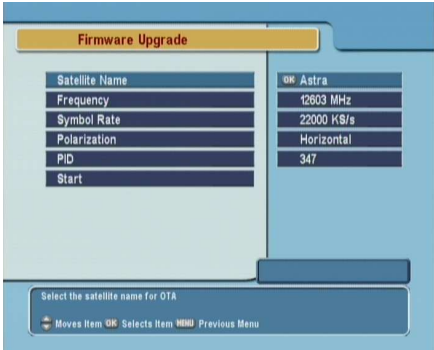 Firmware Upgrade
Satellite Name OK Astra
Frequency 12603 MHz
Symbol Rate 22000 KS/s
Polarization Horizontal
PID 347
Start
Select the satellite name for OTA
Moves Item OK Selects Item MENU Previous Menu